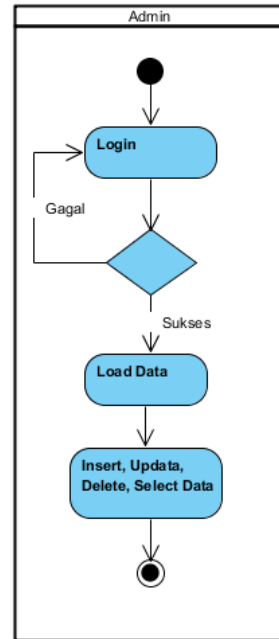 Admin
Login
Gagal
Sukses
Load Data
Insert, Updata,
Delete, Select Data